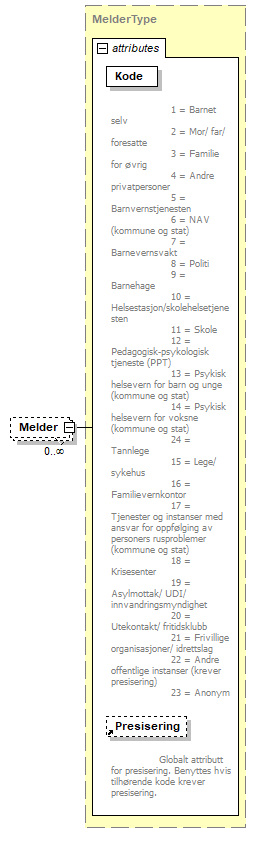 MelderType
attributes
Kode
1 = Barnet
selv
2 = Mor/ far/
foresatte
3 = Familie
for øvrig
4 = Andre
privatpersoner
5 =
Barnvernstjenesten
6 = NAV
(kommune og stat)
7 =
Barnevernsvakt
8 = Politi
9 =
Barnehage
10 =
Helsestasjon/skolehelsetjene
sten
11 = Skole
12 =
Pedagogisk-psykologisk
tjeneste (PPT)
13 = Psykisk
helsevern for barn og unge
(kommune og stat)
14 = Psykisk
helsevern for voksne
(kommune og stat)
24 =
Tannlege
15 = Lege/
sykehus
16 =
Familievernkontor
17 =
Tjenester og instanser med
ansvar for oppfølging av
personers rusproblemer
(kommune og stat)
18 =
Krisesenter
19 =
Asylmottak/ UDI/
innvandringsmyndighet
20 =
Utekontakt/ fritidsklubb
21 = Frivillige
organisasjoner/ idrettslag
22 = Andre
offentlige instanser (krever
presisering)
23 = Anonym
Melder
0..∞
Presisering
Globalt attributt
for presisering. Benyttes hvis
tilhørende kode krever
presisering.